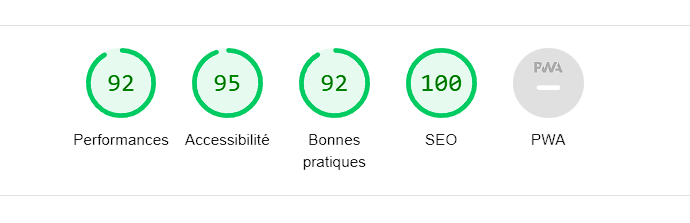 92
95
92
100
PWA
Performances
Accessibilité
Bonnes
pratiques
SEO
PWA